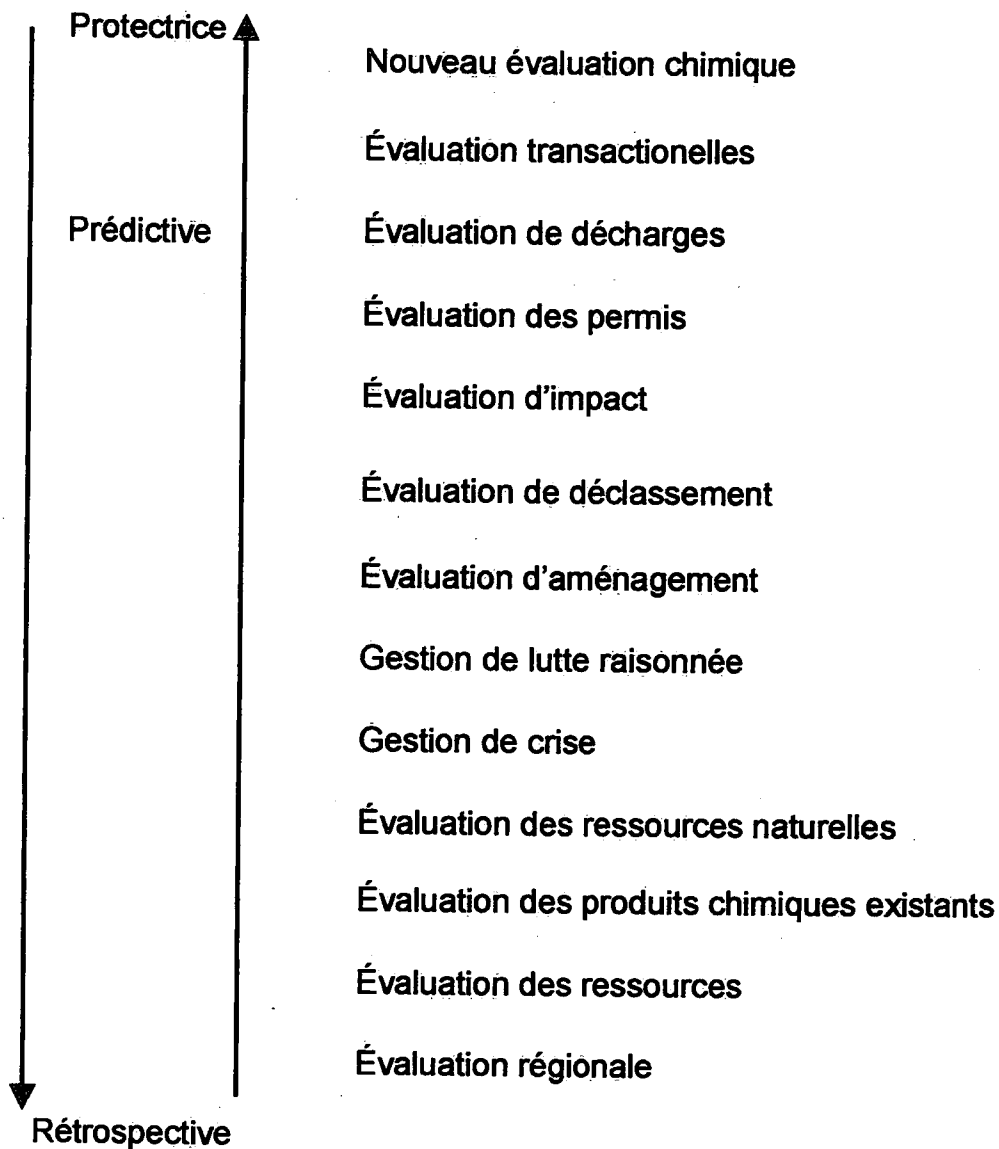 Protectrice
Nouveau évaluation chimique
Évaluation transactionelles
Prédictive
Évaluation de décharges
Évaluation des permis
Évaluation d'impact
Évaluation de déclassement
Évaluation d'aménagement
Gestion de lutte raisonnée
Gestion de crise
Évaluation des ressources naturelles
Évaluation des produits chimiques existants
Évaluation des ressources
Évaluation régionale
Rétrospective